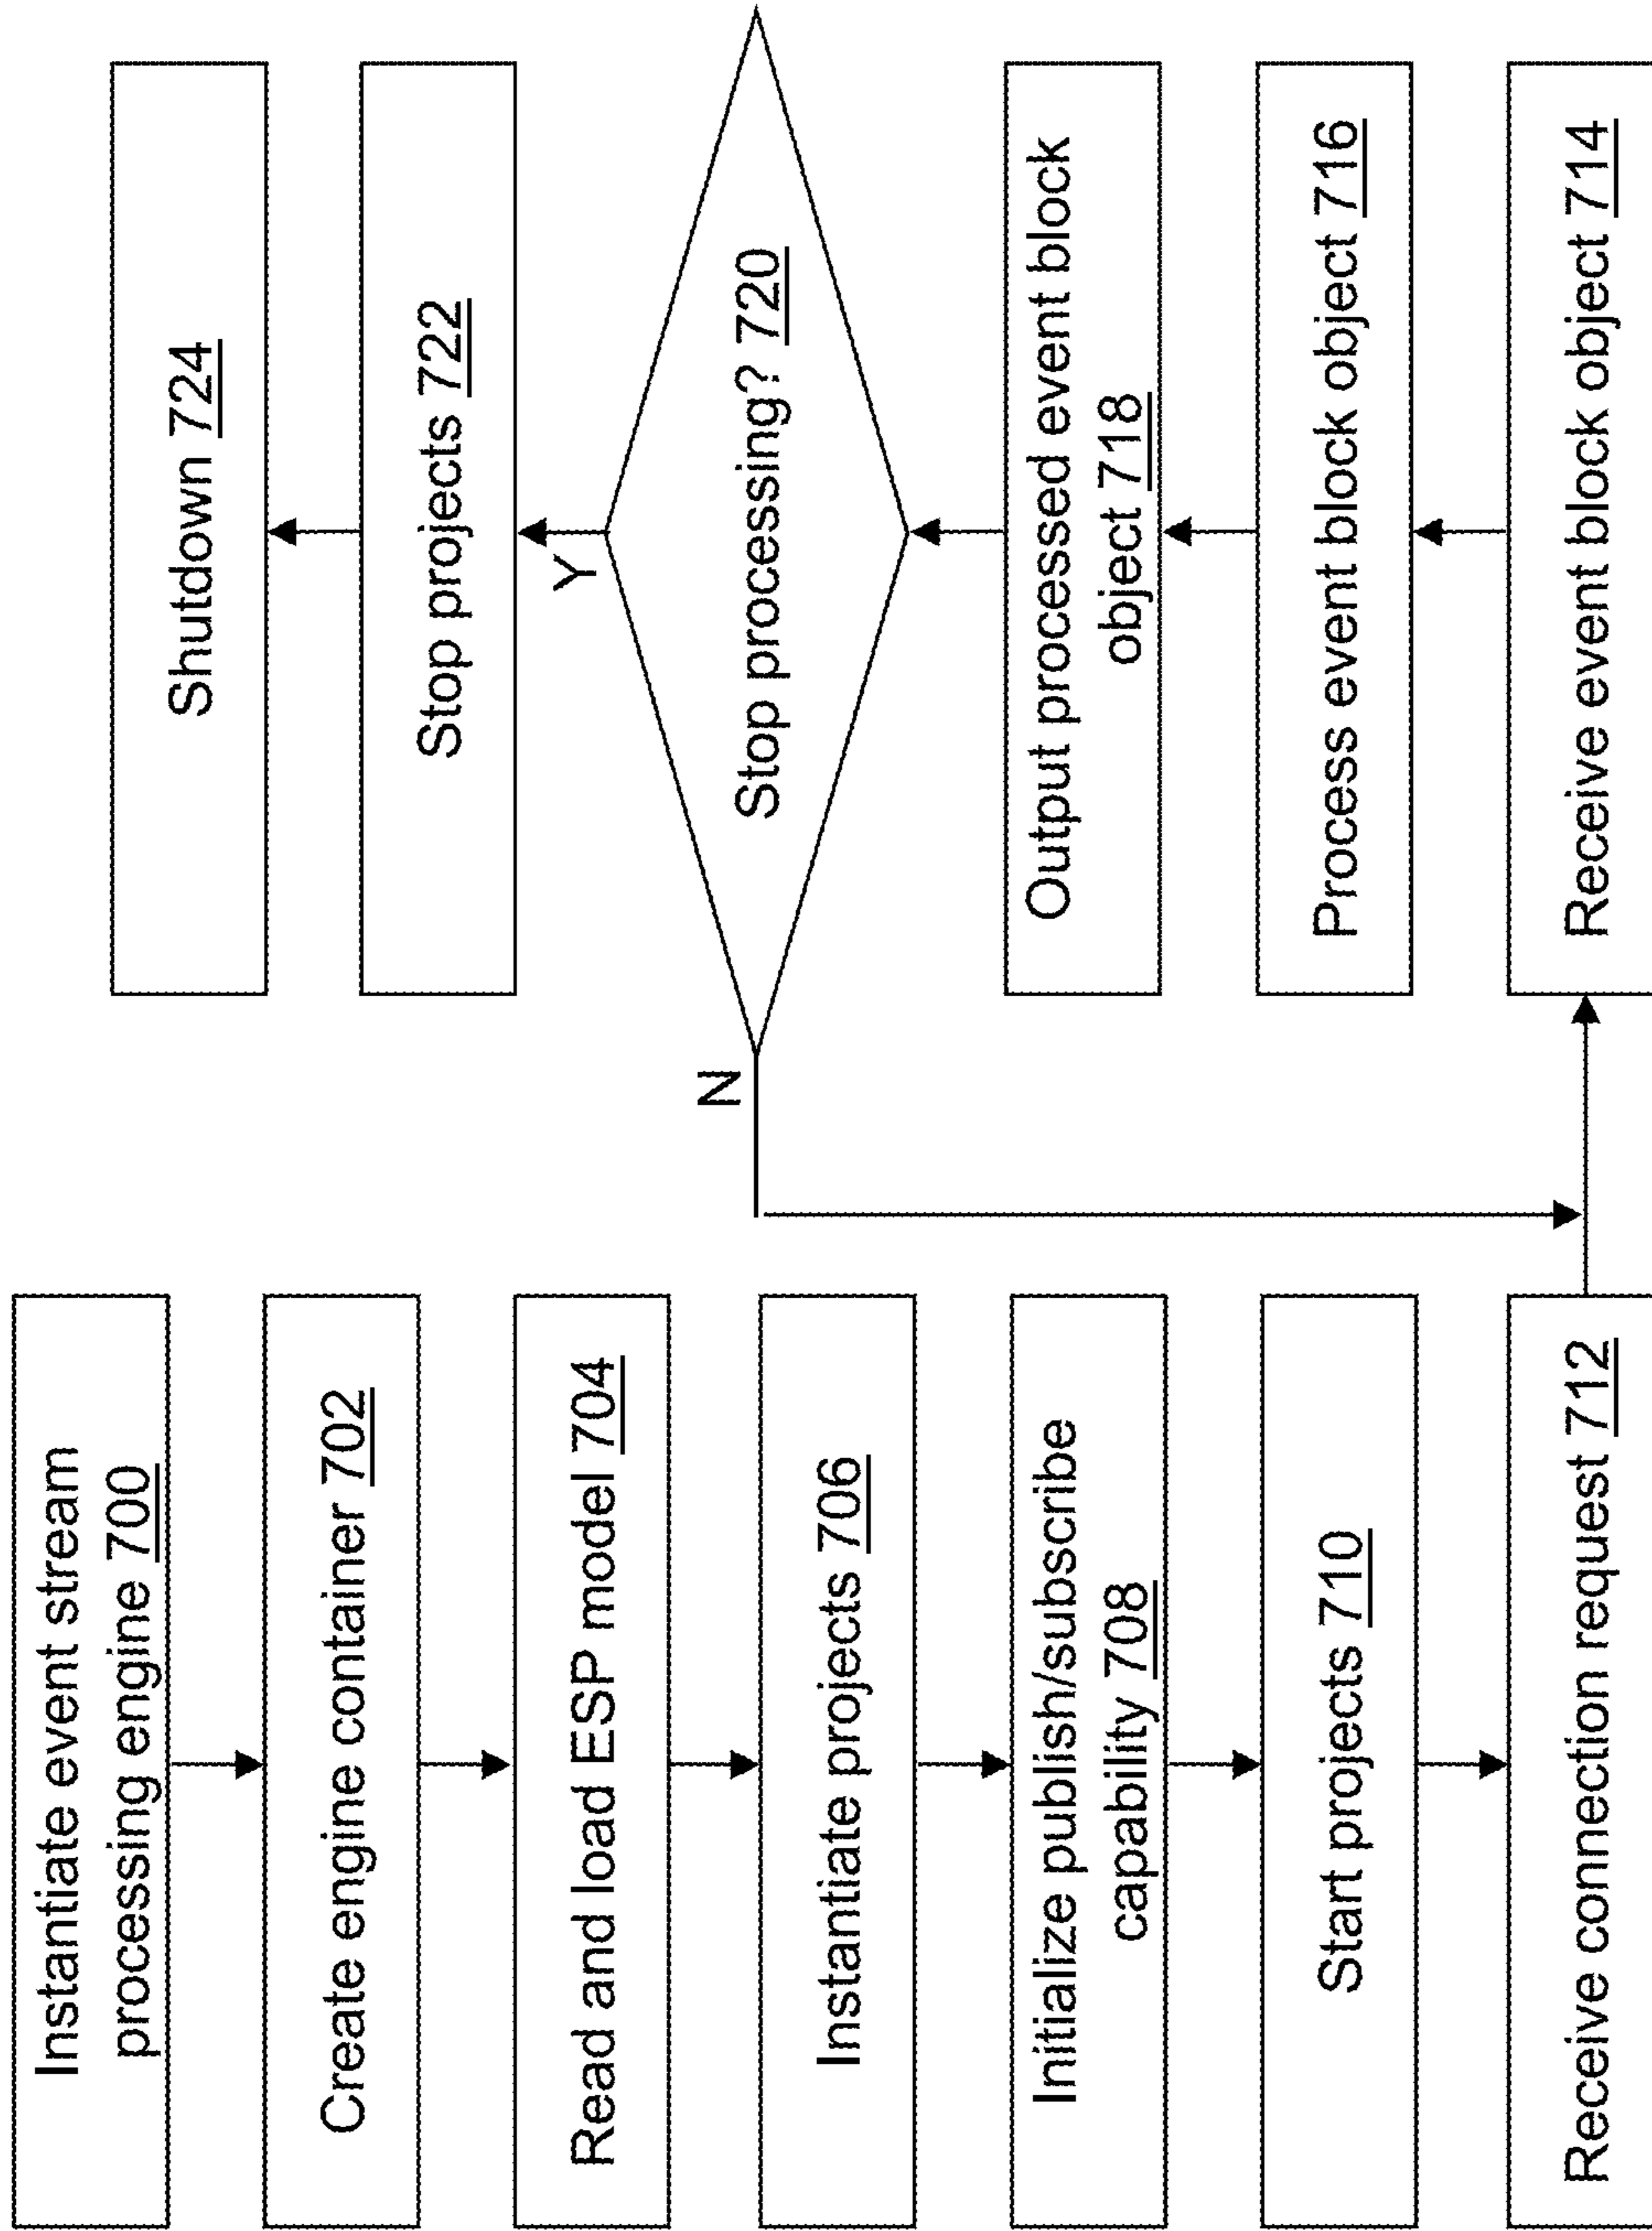 Instantiate event stream
processing engine 700
Create engine container 702
Read and load ESP model 704
Instantiate projects 706
Initialize publish/subscribe
capability 708
Start projects 710
Receive connection request 712
Receive event block object 714
Process event block object 716
Output processed event block
object 718
Stop processing? 720
N
Y
Stop projects 722
Shutdown 724